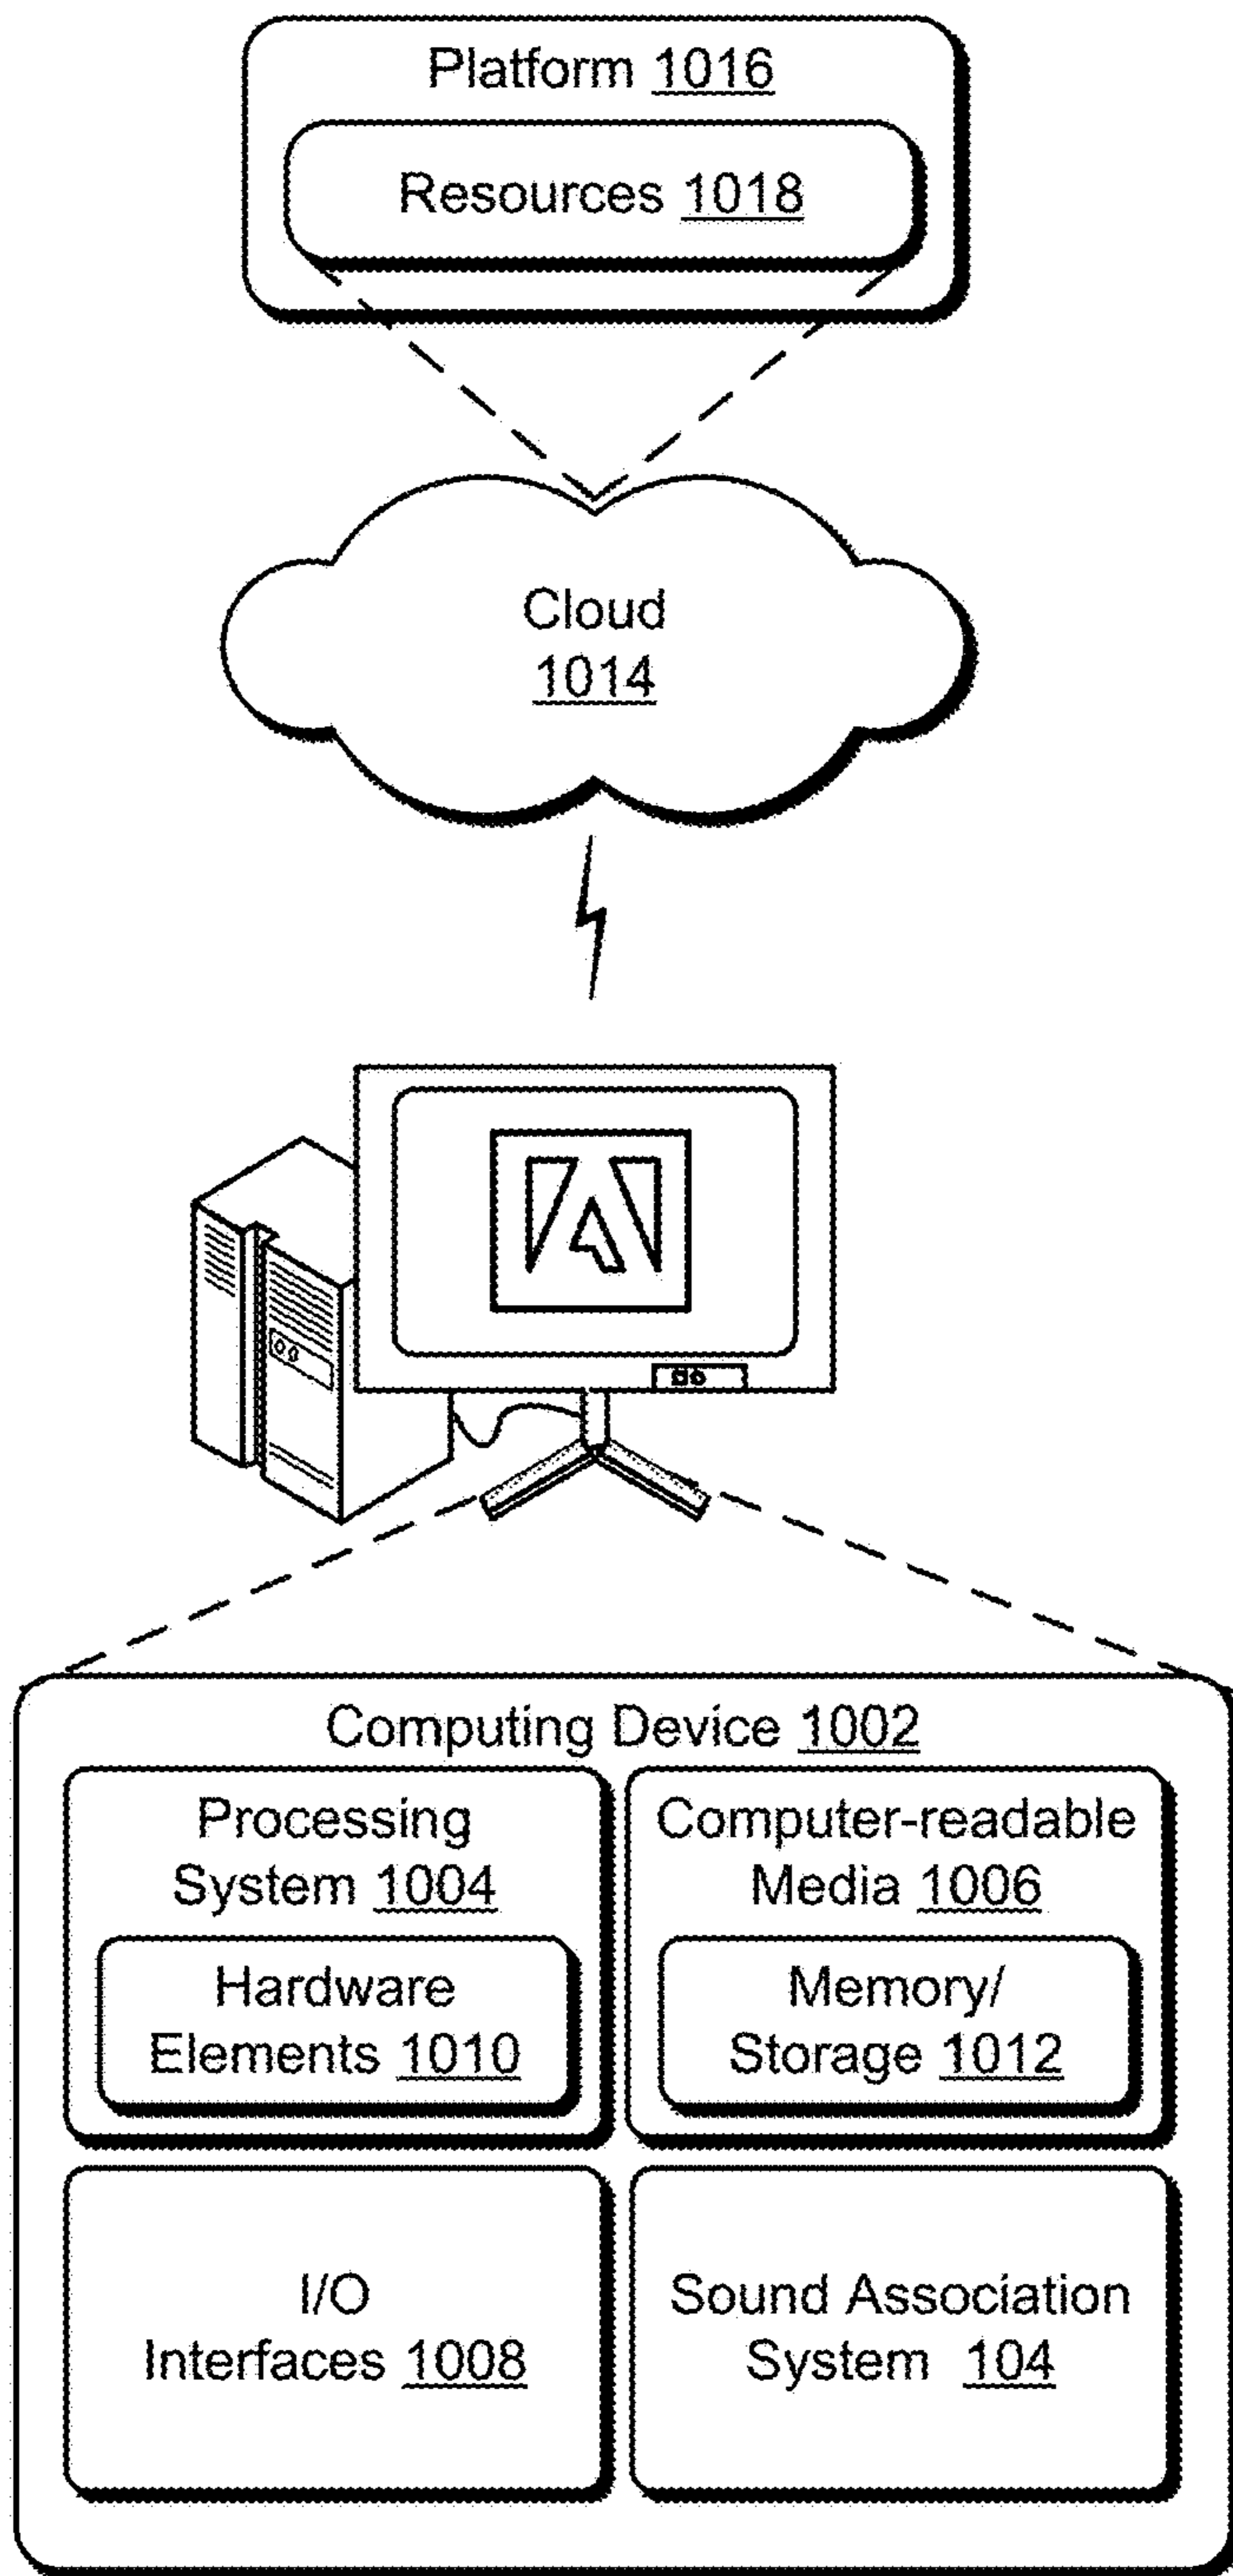 Platform 1016
Resources 1018
Cloud
1014
Computing Device 1002
Processing
System 1004
Hardware
Elements 1010
Computer-readable
Media 1006
Memory/
Storage 1012
I/O
Interfaces 1008
Sound Association
System 104